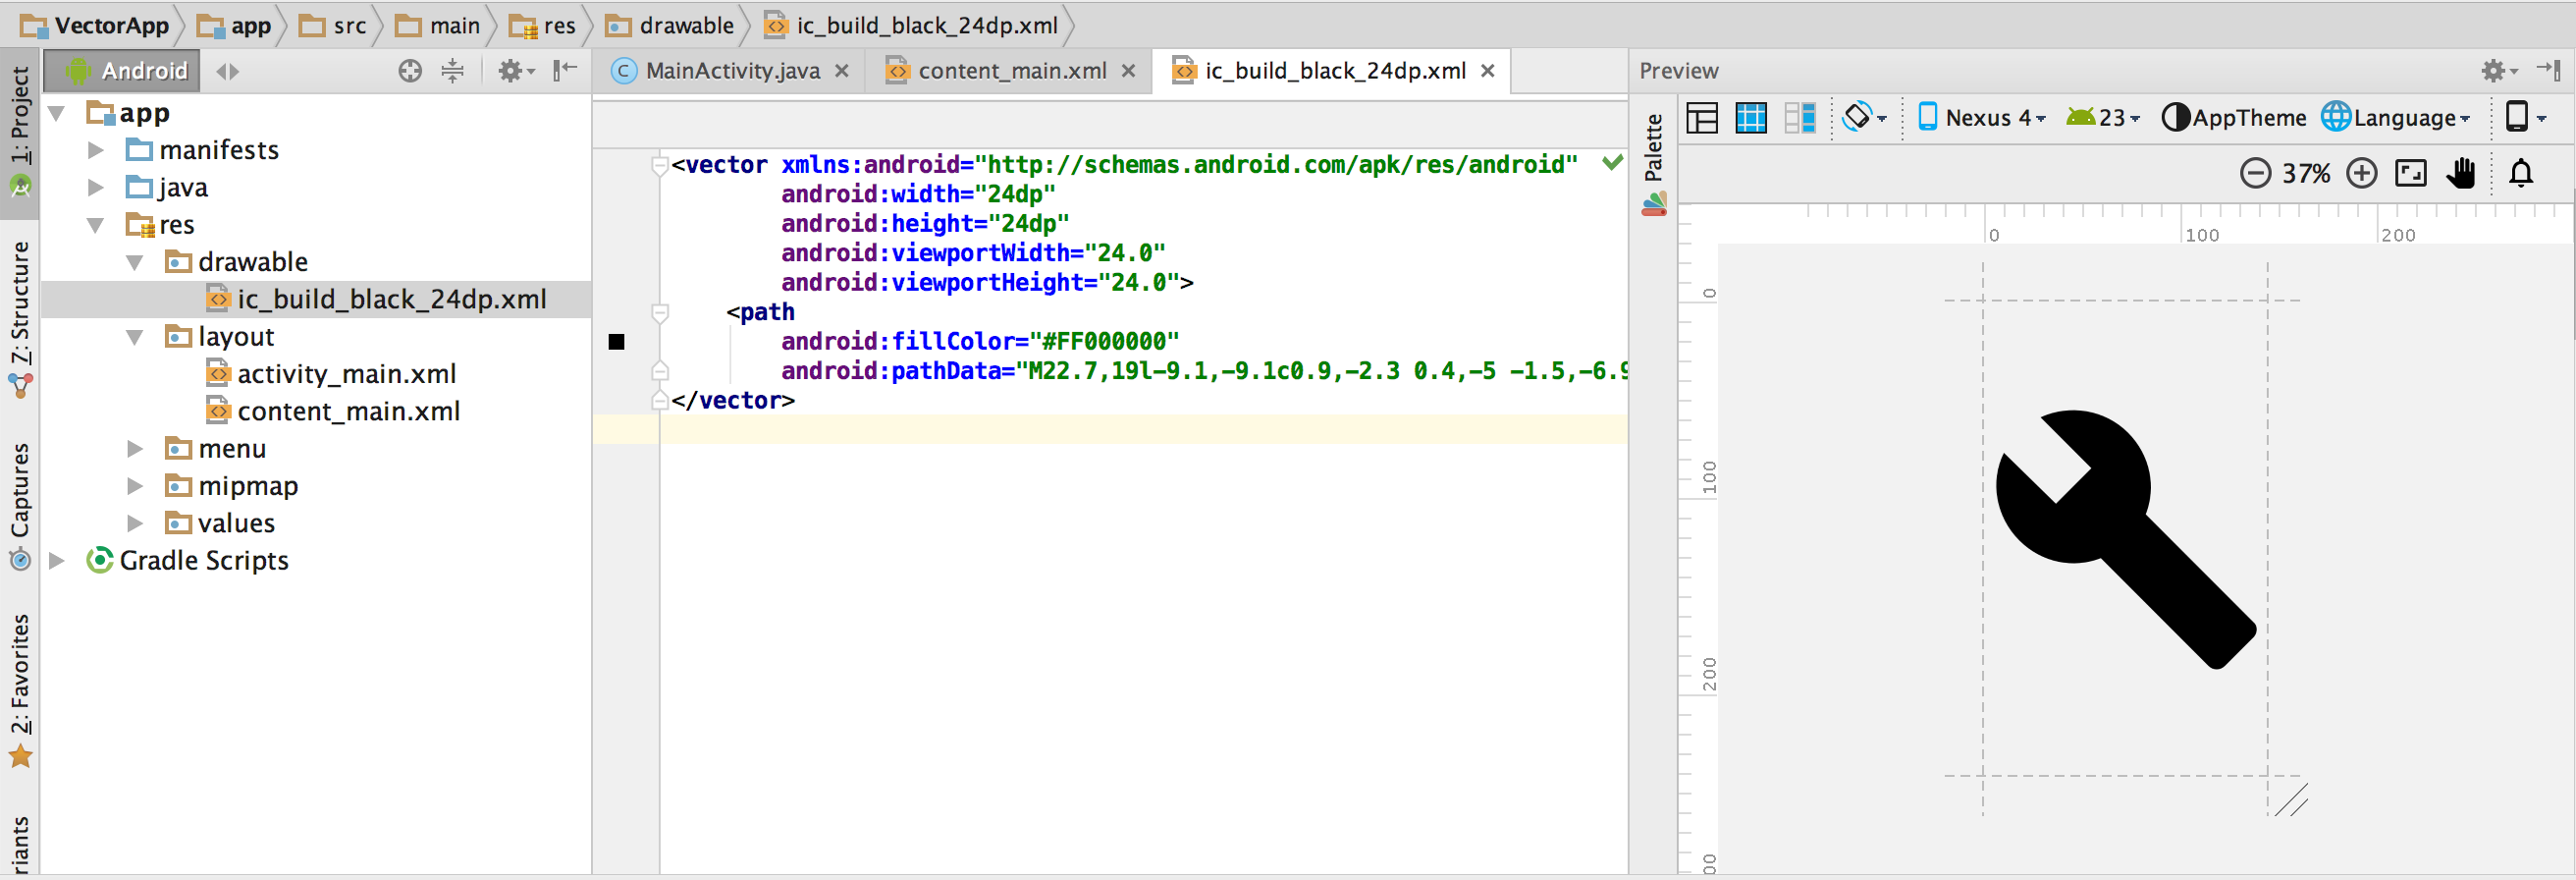 VectorApp app src main res drawable ic_build_black_24dp.xml
Android
MainActivity.java content_main.xml ic_build_black_24dp.xml
Preview
1: Project
7: Structure
Captures
2: Favorites
riants
app
manifests
java
res
drawable
ic_build_black_24dp.xml
layout
activity_main.xml
content_main.xml
menu
mipmap
values
Gradle Scripts
<vector xmlns:android="http://schemas.android.com/apk/res/android"
android:width="24dp"
android:height="24dp"
android:viewportWidth="24.0"
android:viewportHeight="24.0">
<path
android:fillColor="#FF000000"
android:pathData="M22.7,19l-9.1,-9.1c0.9,-2.3 0.4,-5 -1.5,-6.9
</vector>
Palette
Nexus 4 23 AppTheme Language
37%
0 100 200
0
100
200
00